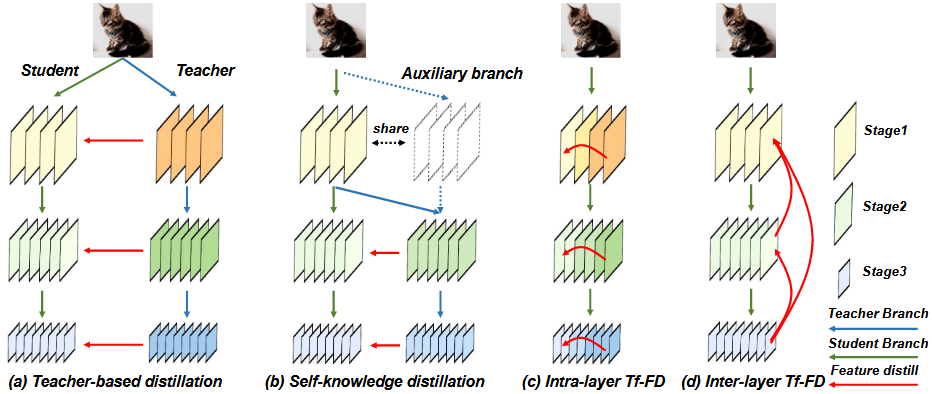 Student
Teacher
Auxiliary branch
share
Stage1
Stage2
Stage3
Teacher Branch
Student Branch
Feature distill
(a) Teacher-based distillation
(b) Self-knowledge distillation
(c) Intra-layer Tf-FD
(d) Inter-layer Tf-FD